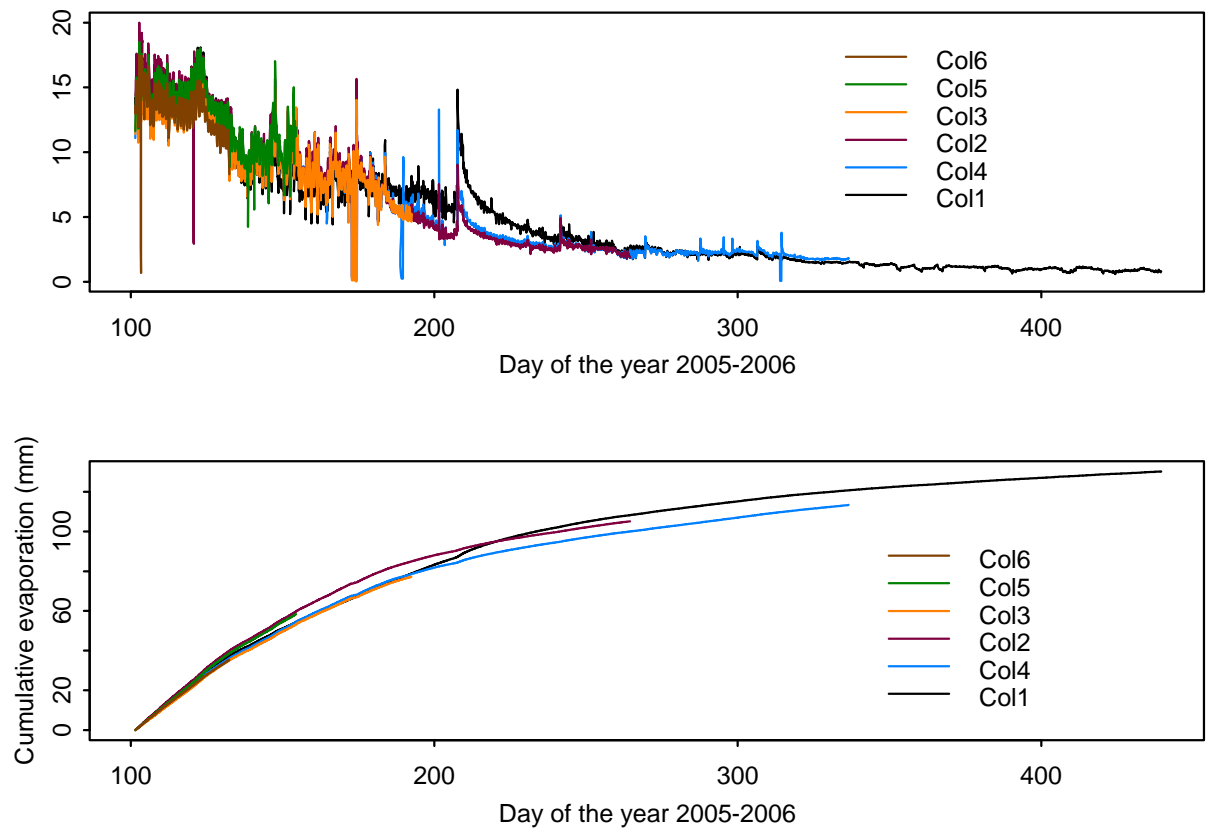 20
15
10
5
0
Col6
Col5
Col3
Col2
Col4
Col1
100 200 300 400
Day of the year 2005-2006
Cumulative evaporation (mm)
100
60
20
0
Col6
Col5
Col3
Col2
Col4
Col1
100 200 300 400
Day of the year 2005-2006